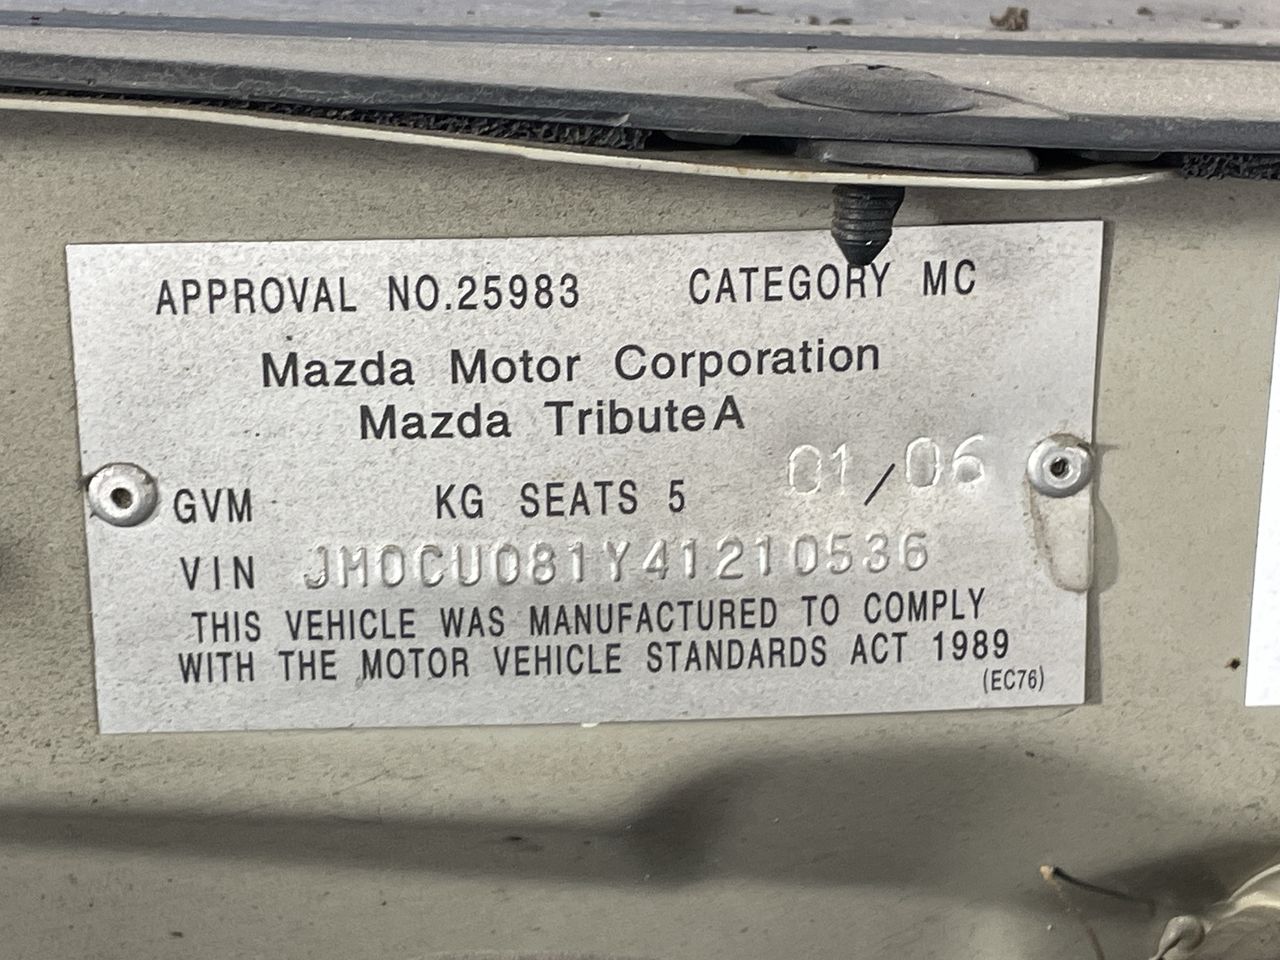 APPROVAL NO.25983 CATEGORY MC
Mazda Motor Corporation
Mazda Tribute A
01/06
GVM KG SEATS 5
VIN JM0CU081Y41210536
THIS VEHICLE WAS MANUFACTURED TO COMPLY
WITH THE MOTOR VEHICLE STANDARDS ACT 1989
(EC76)